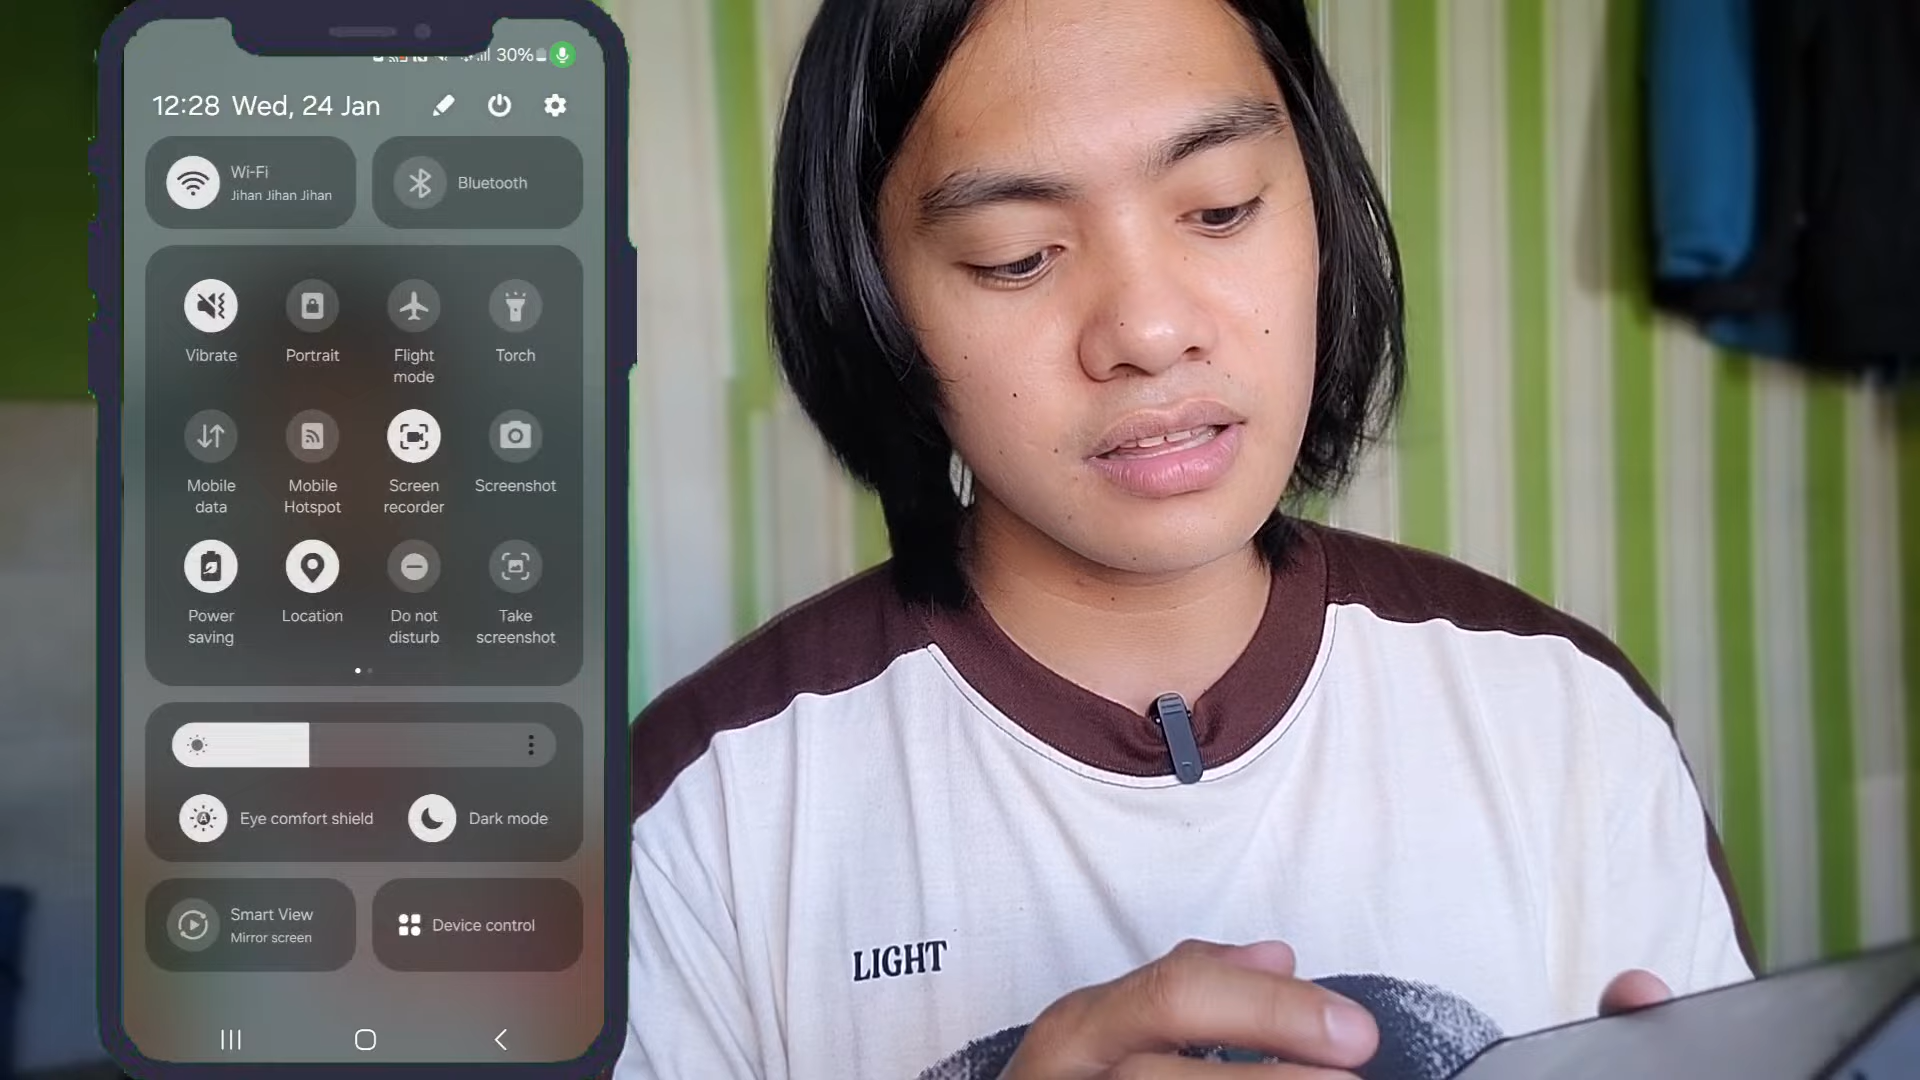 30%
12:28 Wed, 24 Jan
Wi-Fi
Jihan Jihan Jihan
Bluetooth
Vibrate
Portrait
Flight
mode
Torch
Mobile
data
Mobile
Hotspot
Screen
recorder
Screenshot
Power
saving
Location
Do not
disturb
Take
screenshot
A
Eye comfort shield
Dark mode
Smart View
Mirror screen
Device control
LIGHT